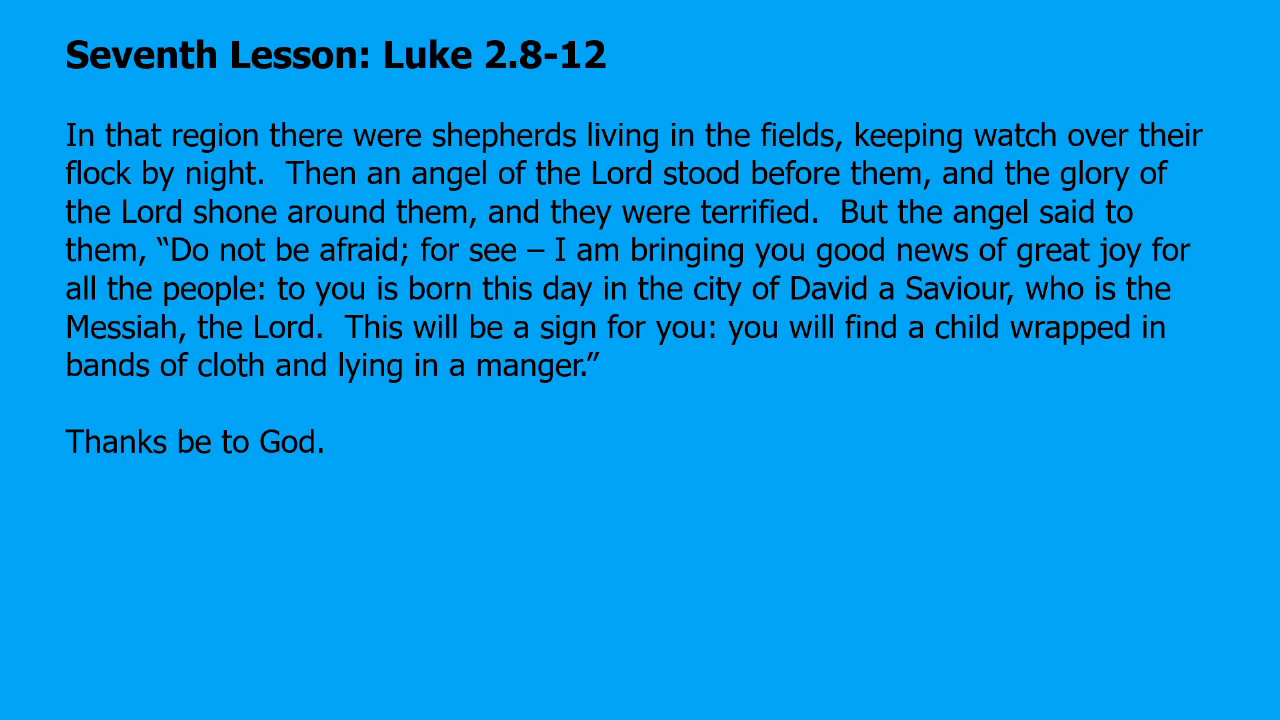 Seventh Lesson: Luke 2.8-12
In that region there were shepherds living in the fields, keeping watch over their
flock by night.  Then an angel of the Lord stood before them, and the glory of
the Lord shone around them, and they were terrified.  But the angel said to
them, “Do not be afraid; for see – I am bringing you good news of great joy for
all the people: to you is born this day in the city of David a Saviour, who is the
Messiah, the Lord.  This will be a sign for you: you will find a child wrapped in
bands of cloth and lying in a manger.”
Thanks be to God.